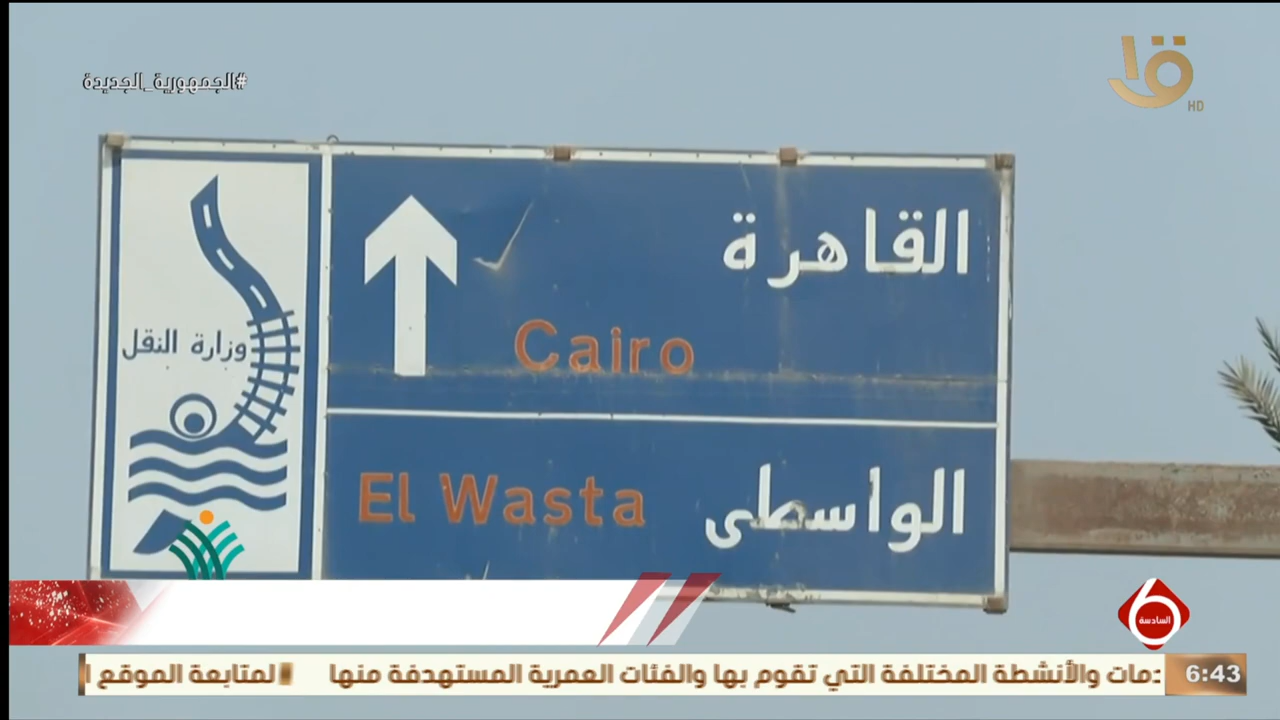 #الجمهورية_الجديدة
HD
القاهرة
Cairo
وزارة النقل
El Wasta الواسطى
السادسة
6:43
والأنشطة المختلفة التي تقوم بها والفئات العمرية المستهدفة منها لمتابعة الموقع